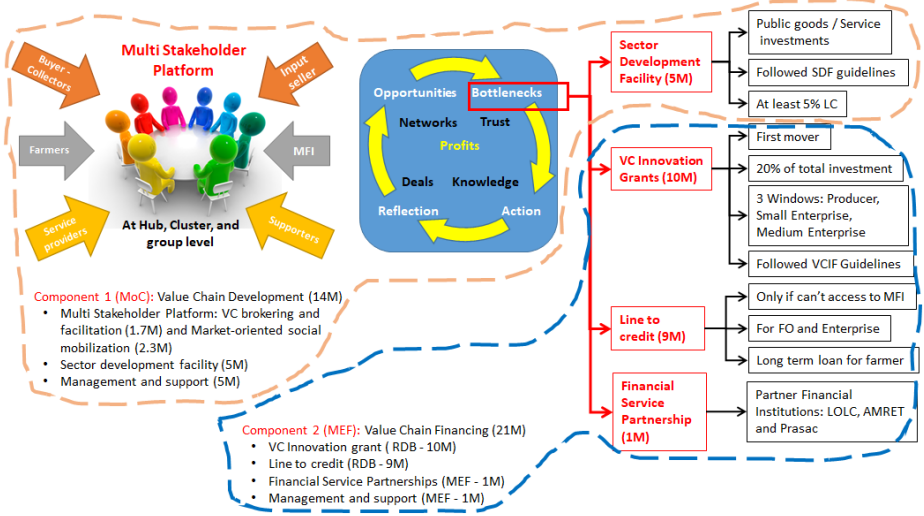 Multi Stakeholder
Platform
Buyer -
Collectors
Input
seller
Farmers
MFI
Service
providers
Supporters
At Hub, Cluster, and
group level
Opportunities
Bottlenecks
Networks
Trust
Profits
Deals
Knowledge
Reflection
Action
Sector
Development
Facility (5M)
Public goods / Service
investments
Followed SDF guidelines
At least 5% LC
VC Innovation
Grants (10M)
First mover
20% of total investment
3 Windows: Producer,
Small Enterprise,
Medium Enterprise
Followed VCIF Guidelines
Line to
credit (9M)
Only if can’t access to MFI
For FO and Enterprise
Long term loan for farmer
Financial
Service
Partnership
(1M)
Partner Financial
Institutions: LOLC, AMRET
and Prasac
Component 1 (MoC): Value Chain Development (14M)
• Multi Stakeholder Platform: VC brokering and
facilitation (1.7M) and Market-oriented social
mobilization (2.3M)
• Sector development facility (5M)
• Management and support (5M)
Component 2 (MEF): Value Chain Financing (21M)
• VC Innovation grant ( RDB - 10M)
• Line to credit (RDB - 9M)
• Financial Service Partnerships (MEF - 1M)
• Management and support (MEF - 1M)